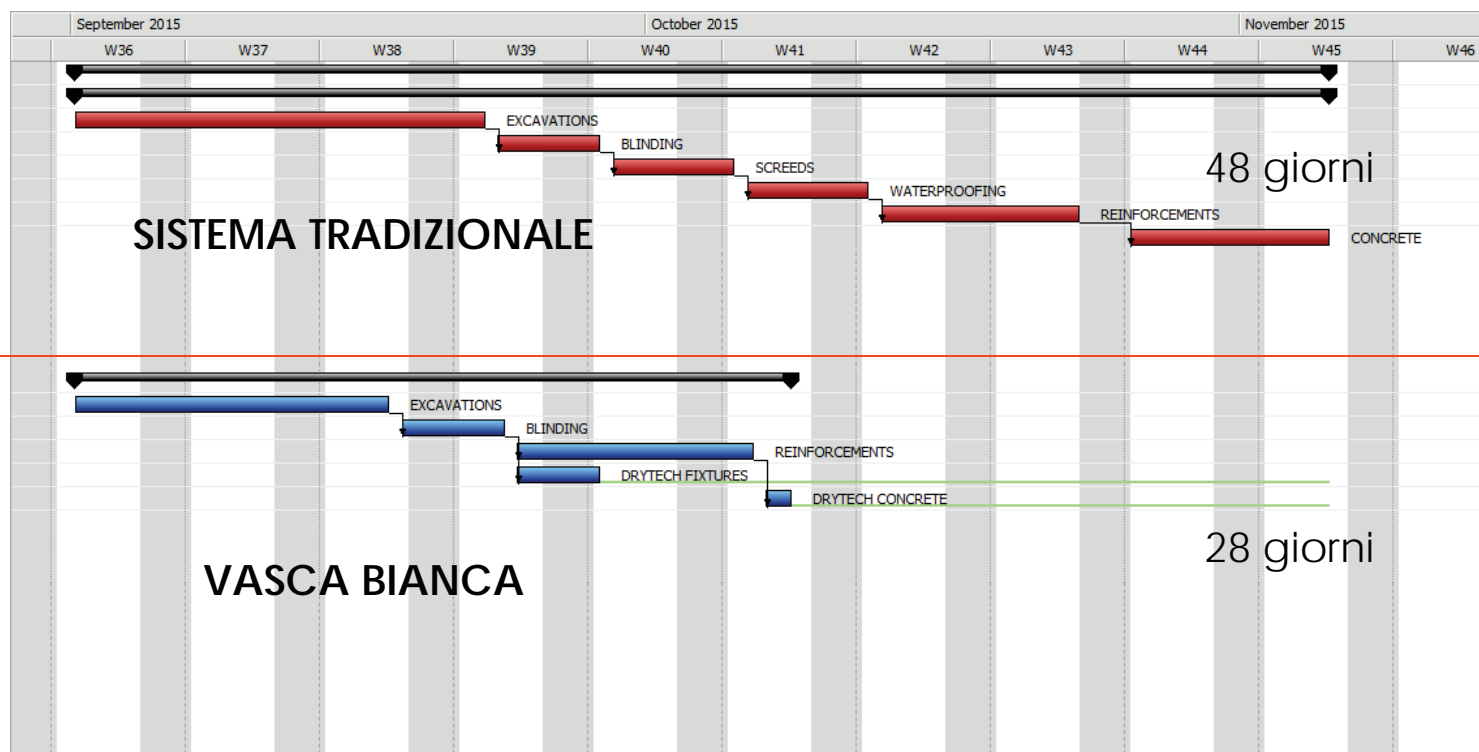 September 2015 October 2015 November 2015
W36 W37 W38 W39 W40 W41 W42 W43 W44 W45 W46
EXCAVATIONS
BLINDING
SCREEDS
48 giorni
WATERPROOFING
REINFORCEMENTS
SISTEMA TRADIZIONALE
CONCRETE
EXCAVATIONS
BLINDING
REINFORCEMENTS
DRYTECH FIXTURES
DRYTECH CONCRETE
28 giorni
VASCA BIANCA